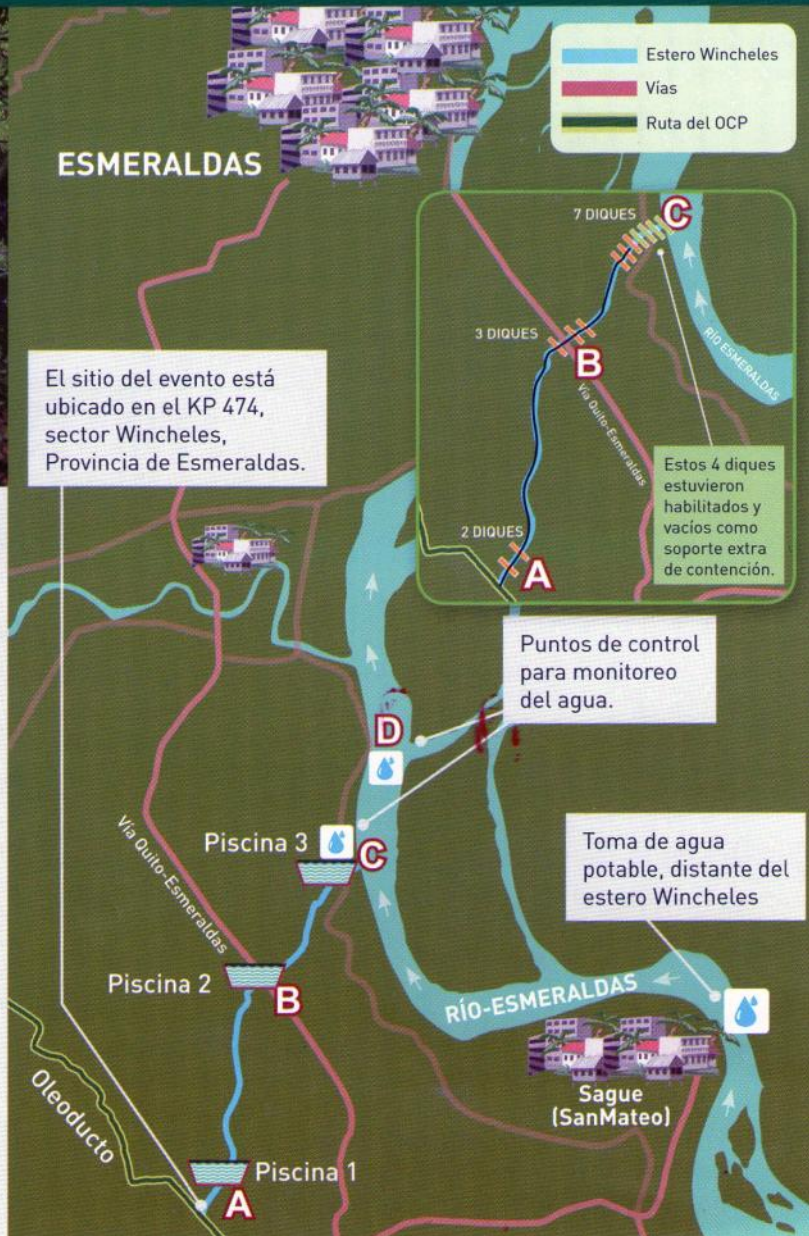 Estero Wincheles
Vías
Ruta del OCP
ESMERALDAS
7 DIQUES
C
3 DIQUES
B
RÍO ESMERALDAS
Vía Quito-Esmeraldas
Estos 4 diques
estuvieron
habilitados y
vacíos como
soporte extra
de contención.
2 DIQUES
A
El sitio del evento está
ubicado en el KP 474,
sector Wincheles,
Provincia de Esmeraldas.
Puntos de control
para monitoreo
del agua.
D
Piscina 3
C
Toma de agua
potable, distante del
estero Wincheles
Vía Quito-Esmeraldas
Piscina 2
B
RÍO-ESMERALDAS
Sague
(SanMateo)
Oleoducto
Piscina 1
A